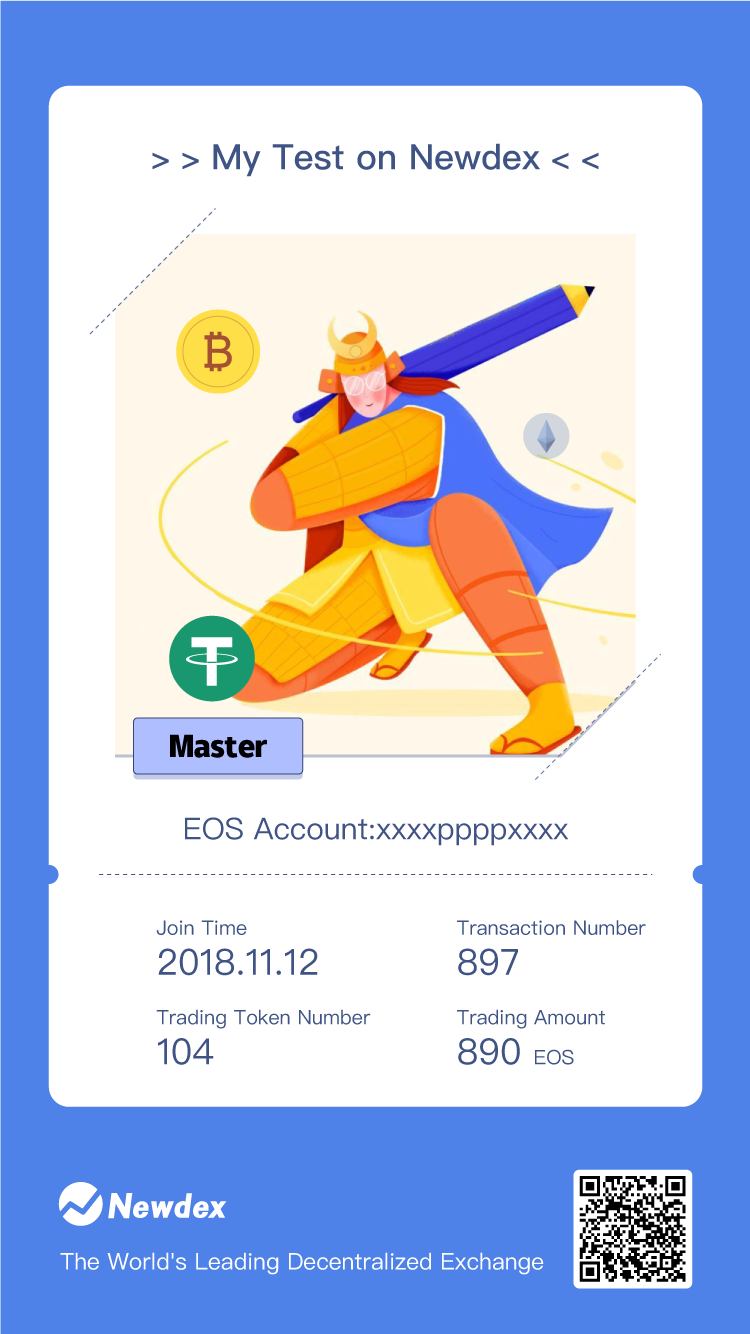 > > My Test on Newdex < <
Master
EOS Account:xxxxppppxxxx
Join Time
2018.11.12
Transaction Number
897
Trading Token Number
104
Trading Amount
890 EOS
Newdex
The World's Leading Decentralized Exchange